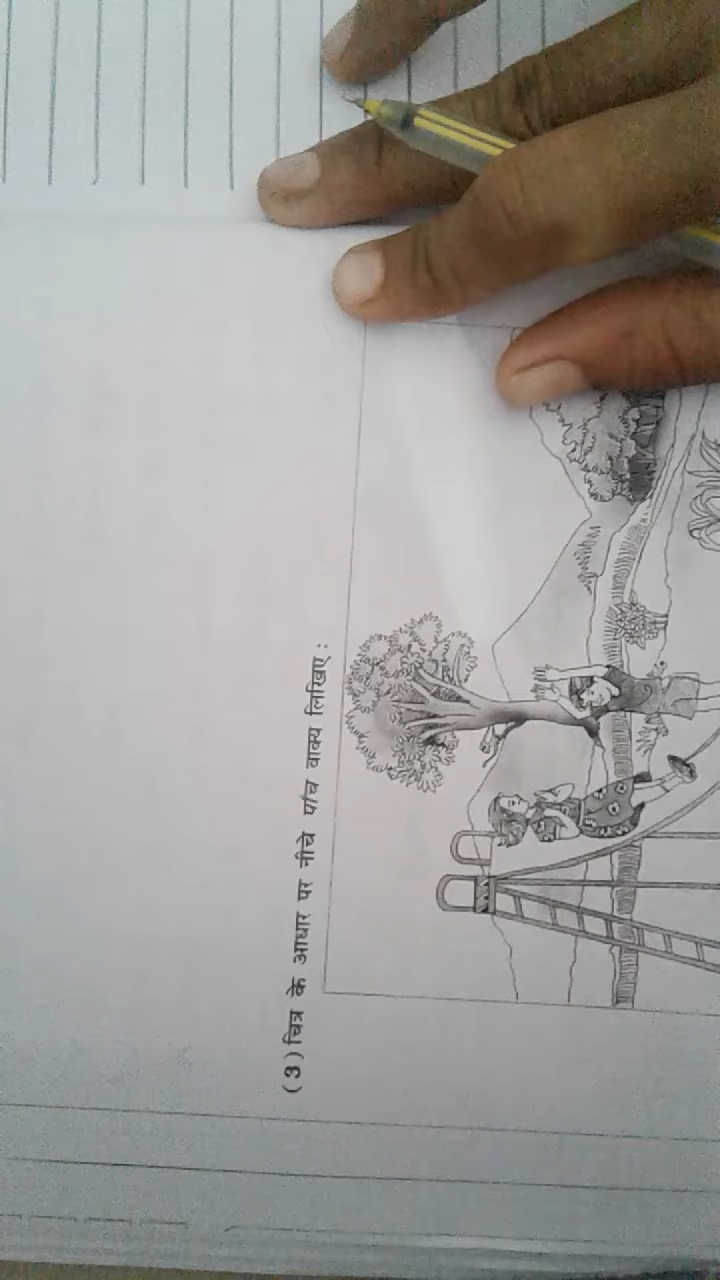 (3) चित्र के आधार पर नीचे पांच वाक्य लिखिए :